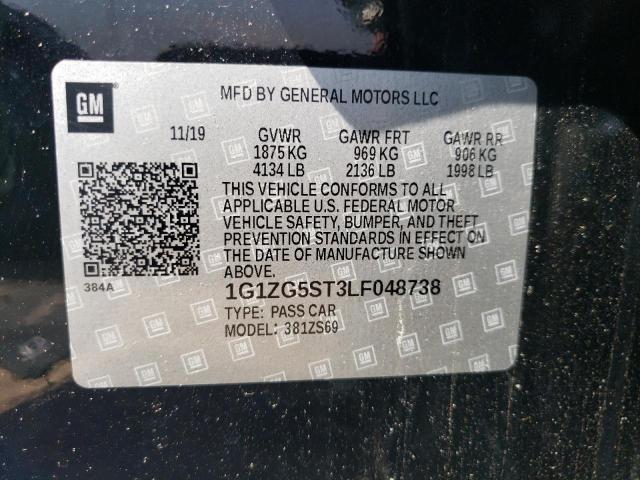 GM
MFD BY GENERAL MOTORS LLC
11/19 GVWR GAWR FRT GAWR RR
1875 KG 969 KG 906 KG
4134 LB 2136 LB 1998 LB
THIS VEHICLE CONFORMS TO ALL
APPLICABLE U.S. FEDERAL MOTOR
VEHICLE SAFETY, BUMPER, AND THEFT
PREVENTION STANDARDS IN EFFECT ON
THE DATE OF MANUFACTURE SHOWN
ABOVE.
384A
1G1ZG5ST3LF048738
TYPE: PASS CAR
MODEL: 381ZS69